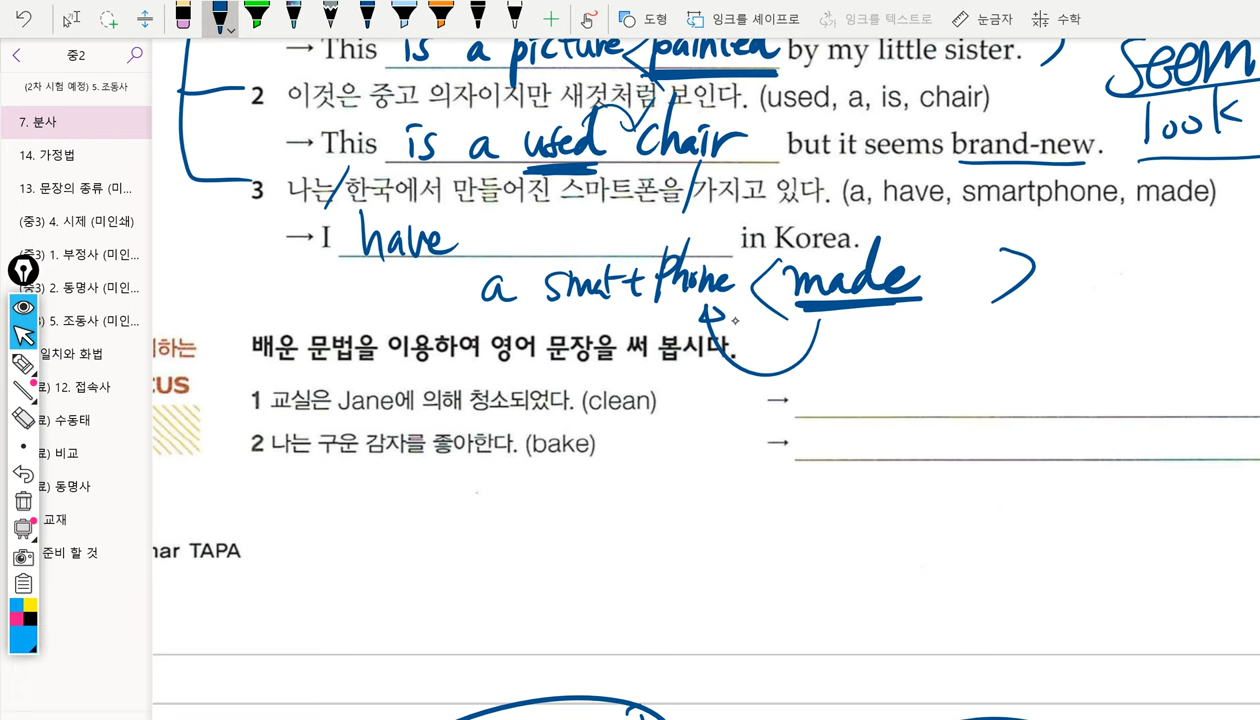 도형 잉크를 셰이프로 잉크를 텍스트로 눈금자 수학
중2
(2차 시험 예정) 5. 조동사
7. 분사
14. 가정법
13. 문장의 종류 (미...
(중3) 4. 시제 (미인쇄)
(중3) 1. 부정사 (미인...
3) 2. 동명사 (미인...
3) 5. 조동사 (미인...
일치와 화법
료) 12. 접속사
료) 수동태
료) 비교
료) 동명사
교재
준비 할 것
→ This is a picture painted by my little sister.
seem
look
2 이것은 중고 의자이지만 새것처럼 보인다. (used, a, is, chair)
→ This is a used chair but it seems brand-new.
3 나는 한국에서 만들어진 스마트폰을 가지고 있다. (a, have, smartphone, made)
→ I have in Korea.
a smartphone made
하는
CUS
배운 문법을 이용하여 영어 문장을 써 봅시다.
1 교실은 Jane에 의해 청소되었다. (clean) →
2 나는 구운 감자를 좋아한다. (bake) →
mar TAPA